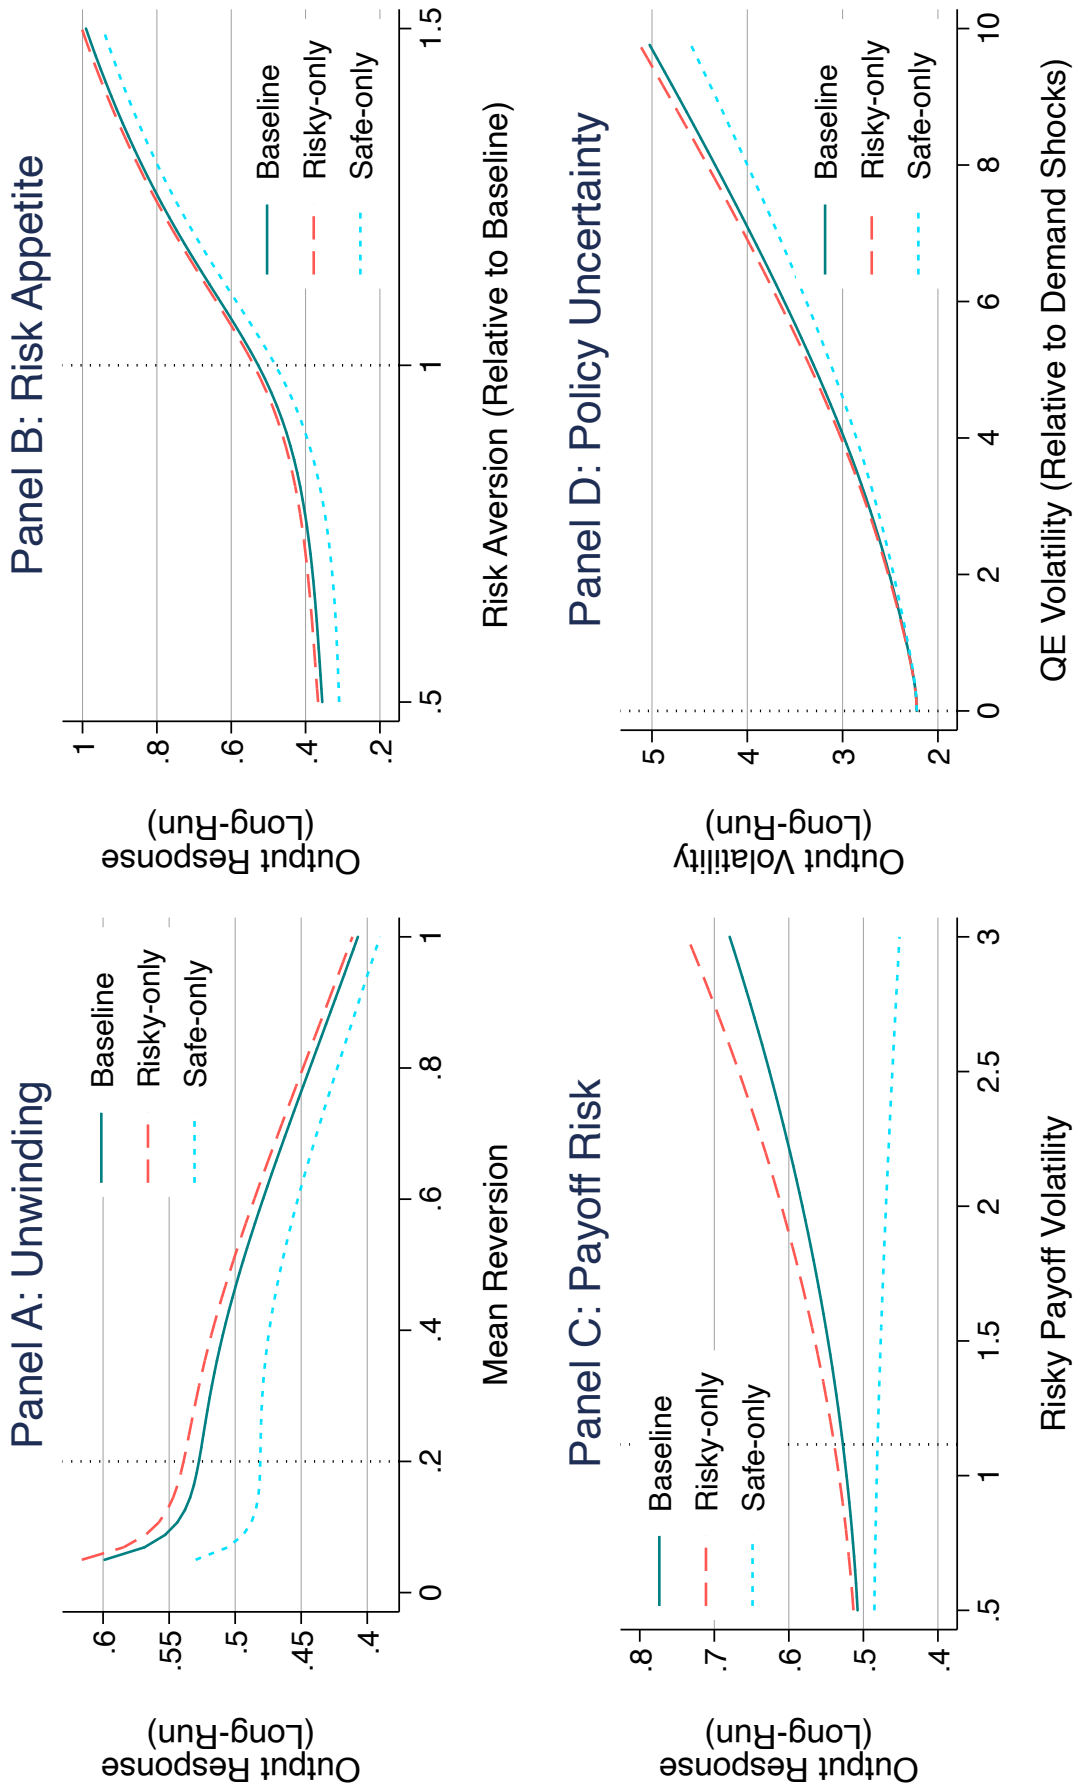 Panel A: Unwinding
Output Response
(Long-Run)
.6
.55
.5
.45
.4
0
.2
.4
.6
.8
1
Mean Reversion
Baseline
Risky-only
Safe-only
Panel B: Risk Appetite
Output Response
(Long-Run)
1
.8
.6
.4
.2
.5
1
1.5
Risk Aversion (Relative to Baseline)
Baseline
Risky-only
Safe-only
Panel C: Payoff Risk
Output Response
(Long-Run)
.8
.7
.6
.5
.4
.5
1
1.5
2
2.5
3
Risky Payoff Volatility
Baseline
Risky-only
Safe-only
Panel D: Policy Uncertainty
Output Volatility
(Long-Run)
5
4
3
2
0
2
4
6
8
10
QE Volatility (Relative to Demand Shocks)
Baseline
Risky-only
Safe-only